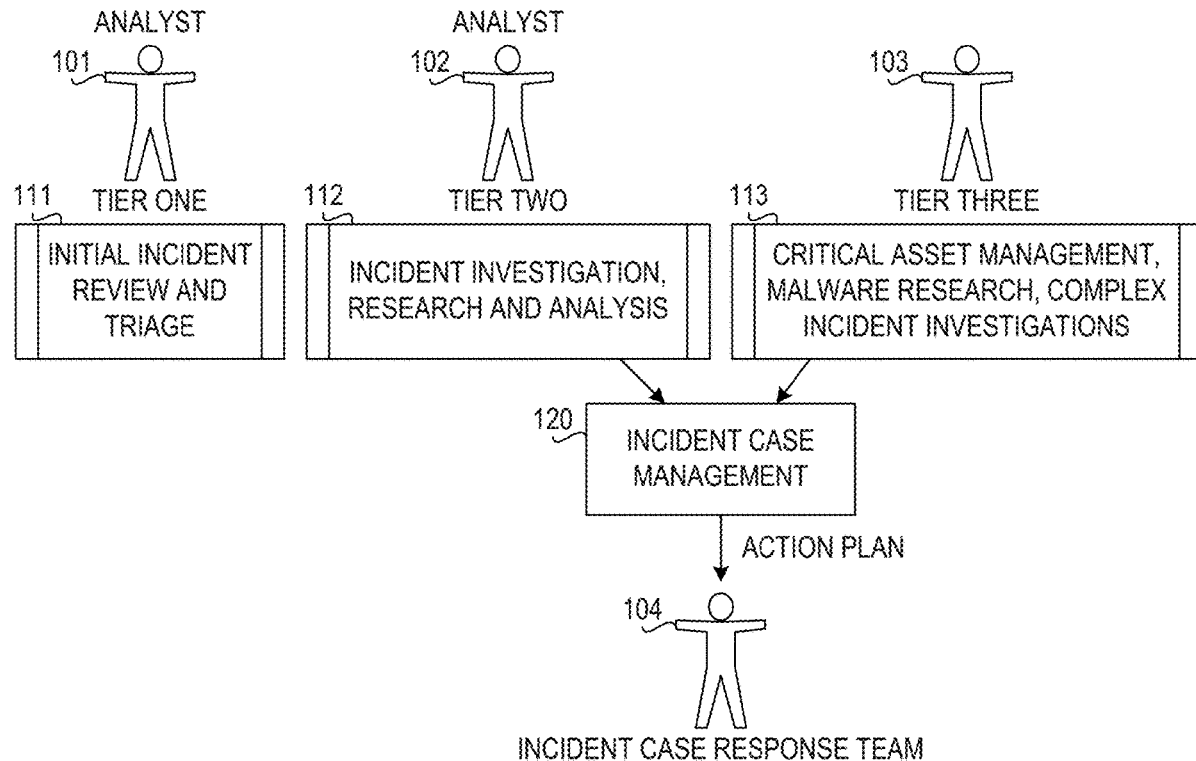 ANALYST
ANALYST
101
102
103
TIER ONE
TIER TWO
TIER THREE
111
112
113
INITIAL INCIDENT
REVIEW AND
TRIAGE
INCIDENT INVESTIGATION,
RESEARCH AND ANALYSIS
CRITICAL ASSET MANAGEMENT,
MALWARE RESEARCH, COMPLEX
INCIDENT INVESTIGATIONS
120
INCIDENT CASE
MANAGEMENT
ACTION PLAN
104
INCIDENT CASE RESPONSE TEAM